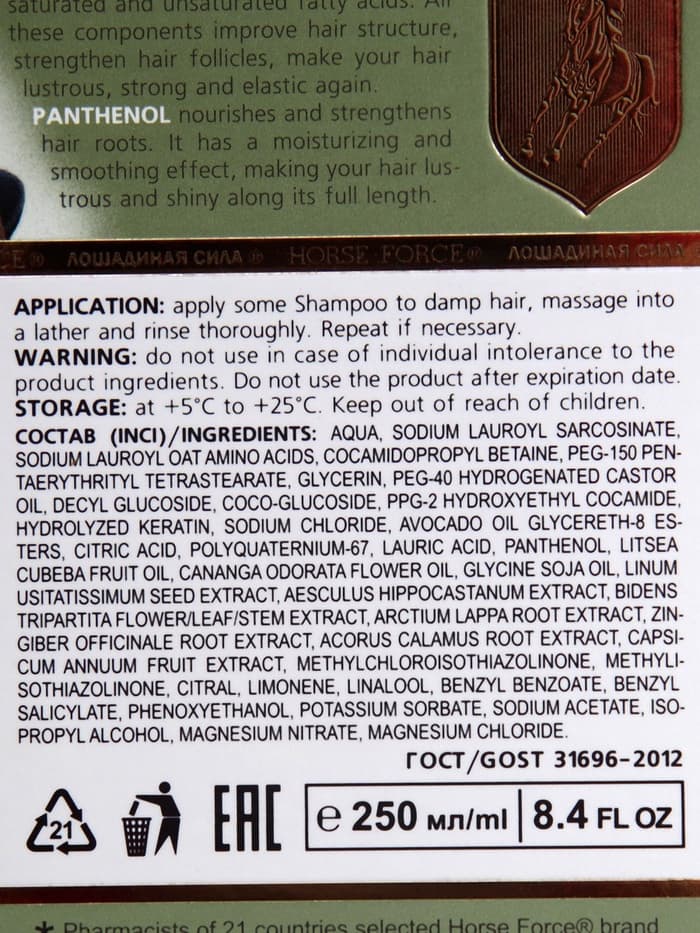 saturated and unsaturated fatty acids. All
these components improve hair structure,
strengthen hair follicles, make your hair
lustrous, strong and elastic again.
PANTHENOL nourishes and strengthens
hair roots. It has a moisturizing and
smoothing effect, making your hair lus-
trous and shiny along its full length.
CE® ЛОШАДИНАЯ СИЛА ® HORSE FORCE® ЛОШАДИНАЯ СИЛА
APPLICATION: apply some Shampoo to damp hair, massage into
a lather and rinse thoroughly. Repeat if necessary.
WARNING: do not use in case of individual intolerance to the
product ingredients. Do not use the product after expiration date.
STORAGE: at +5°C to +25°C. Keep out of reach of children.
СОСТАВ (INCI)/INGREDIENTS: AQUA, SODIUM LAUROYL SARCOSINATE,
SODIUM LAUROYL OAT AMINO ACIDS, COCAMIDOPROPYL BETAINE, PEG-150 PEN-
TAERYTHRITYL TETRASTEARATE, GLYCERIN, PEG-40 HYDROGENATED CASTOR
OIL, DECYL GLUCOSIDE, COCO-GLUCOSIDE, PPG-2 HYDROXYETHYL COCAMIDE,
HYDROLYZED KERATIN, SODIUM CHLORIDE, AVOCADO OIL GLYCERETH-8 ES-
TERS, CITRIC ACID, POLYQUATERNIUM-67, LAURIC ACID, PANTHENOL, LITSEA
CUBEBA FRUIT OIL, CANANGA ODORATA FLOWER OIL, GLYCINE SOJA OIL, LINUM
USITATISSIMUM SEED EXTRACT, AESCULUS HIPPOCASTANUM EXTRACT, BIDENS
TRIPARTITA FLOWER/LEAF/STEM EXTRACT, ARCTIUM LAPPA ROOT EXTRACT, ZIN-
GIBER OFFICINALE ROOT EXTRACT, ACORUS CALAMUS ROOT EXTRACT, CAPSI-
CUM ANNUUM FRUIT EXTRACT, METHYLCHLOROISOTHIAZOLINONE, METHYLI-
SOTHIAZOLINONE, CITRAL, LIMONENE, LINALOOL, BENZYL BENZOATE, BENZYL
SALICYLATE, PHENOXYETHANOL, POTASSIUM SORBATE, SODIUM ACETATE, ISO-
PROPYL ALCOHOL, MAGNESIUM NITRATE, MAGNESIUM CHLORIDE.
ГОСТ/GOST 31696-2012
21 EAC e 250 мл/ml 8.4 FL OZ
* Pharmacists of 21 countries selected Horse Force® brand